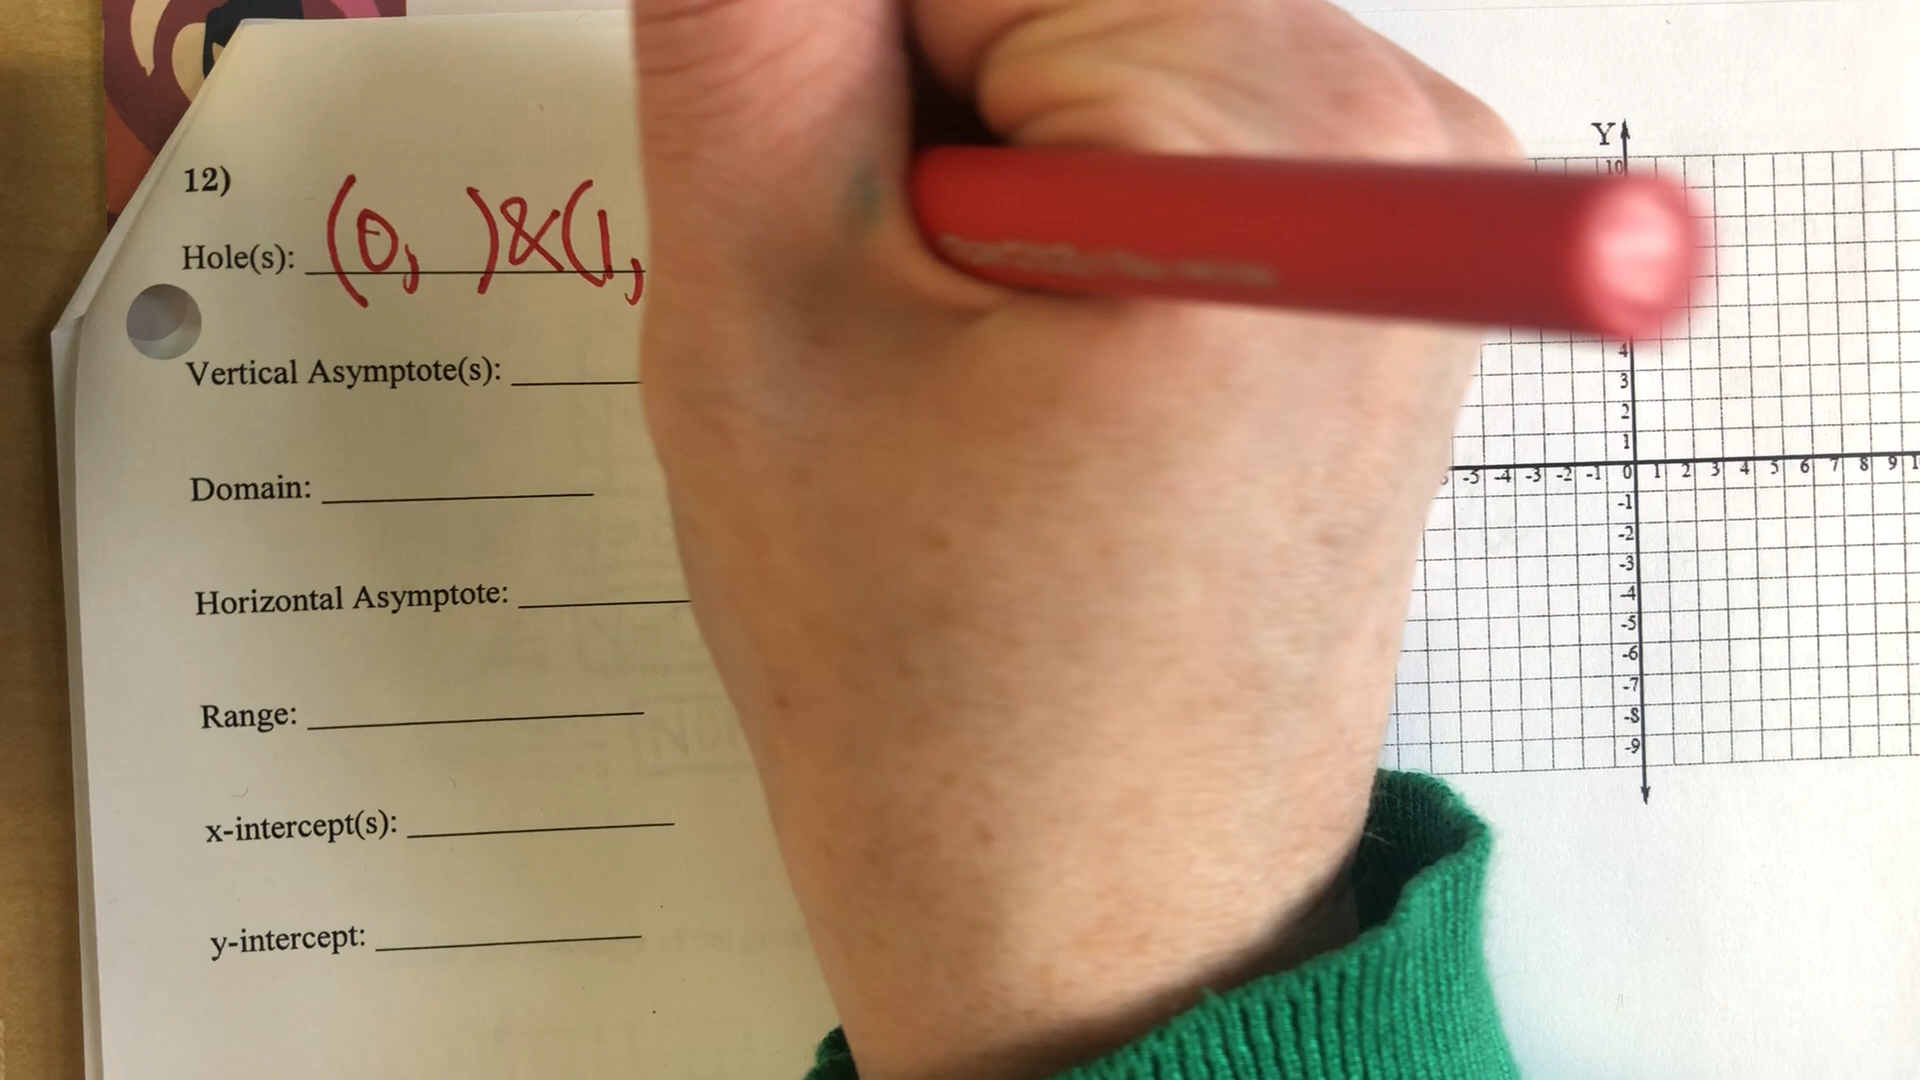 12)
Hole(s): (0, )&(1,
Vertical Asymptote(s):
Domain:
Horizontal Asymptote:
Range:
x-intercept(s):
y-intercept:
Y
10
4
3
2
1
-5 -4 -3 -2 -1 0 1 2 3 4 5 6 7 8 9
-1
-2
-3
-4
-5
-6
-7
-8
-9